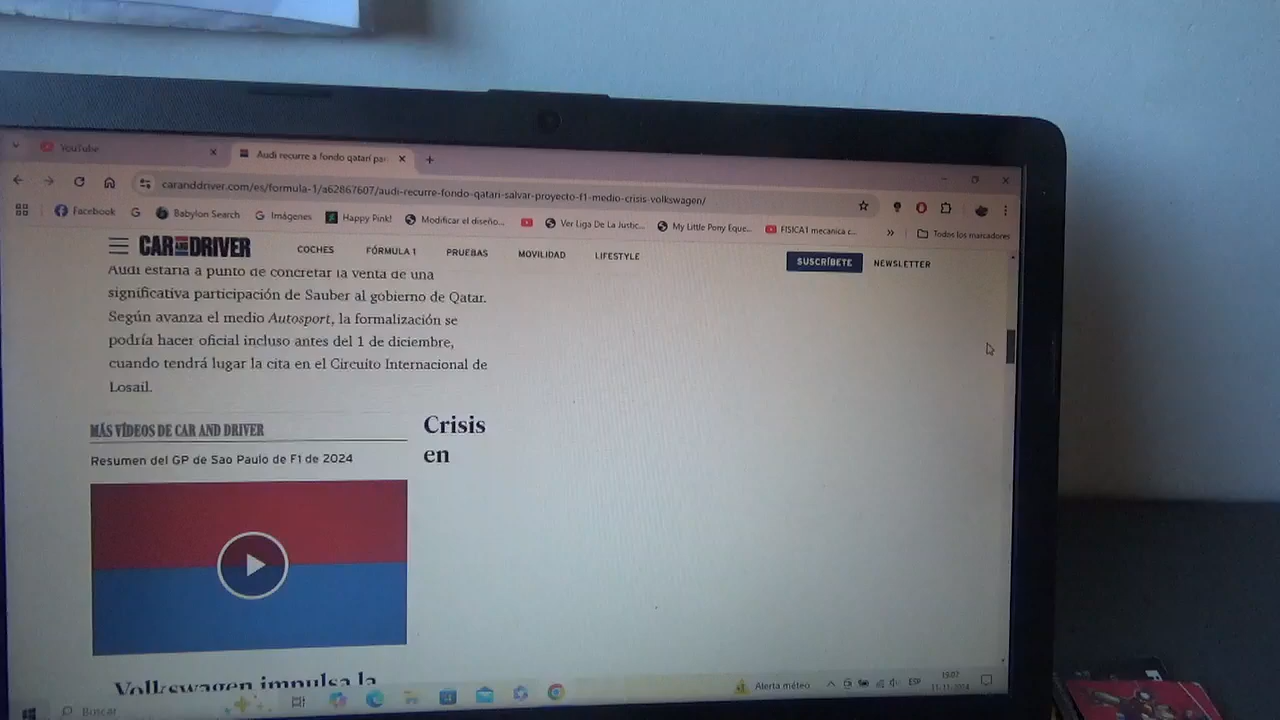 YouTube
Audi recurre a fondo qatarí par
caranddriver.com/es/formula-1/a62867607/audi-recurre-fondo-qatari-salvar-proyecto-f1-medio-crisis-volkswagen/
Facebook
Babylon Search
Imágenes
Happy Pink!
Modificar el diseño...
Ver Liga De La Justic...
My Little Pony Eque...
FISICA1 mecanica c...
Todos los marcadores
CAR AND DRIVER
COCHES
FÓRMULA 1
PRUEBAS
MOVILIDAD
LIFESTYLE
SUSCRÍBETE
NEWSLETTER
Audi estaría a punto de concretar la venta de una
significativa participación de Sauber al gobierno de Qatar.
Según avanza el medio Autosport, la formalización se
podría hacer oficial incluso antes del 1 de diciembre,
cuando tendrá lugar la cita en el Circuito Internacional de
Losail.
MÁS VÍDEOS DE CAR AND DRIVER
Resumen del GP de Sao Paulo de F1 de 2024
Crisis
en
Volkswagen impulsa la
Buscar
Alerta méteo
ESP
11-11-2024